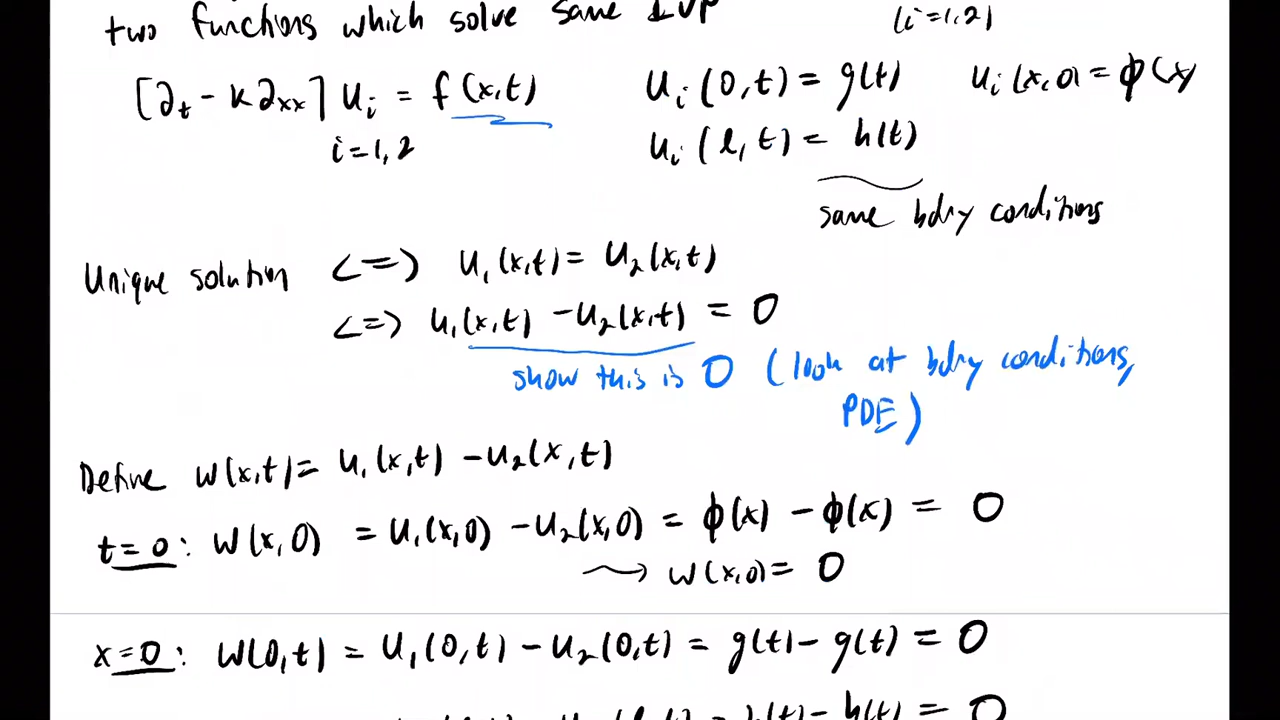 two functions which solve same IVP (i=1,2)
[∂t - k∂xx] ui = f(x,t) ui(0,t) = g(t) ui(x,0) = ϕ(x)
i=1,2 ui(l,t) = h(t)
same bdry conditions
Unique solution <=> u1(x,t) = u2(x,t)
<=> u1(x,t) - u2(x,t) = 0
show this is 0 (look at bdry conditions,
PDE)
Define w(x,t) = u1(x,t) - u2(x,t)
t=0: w(x,0) = u1(x,0) - u2(x,0) = ϕ(x) - ϕ(x) = 0
→ w(x,0) = 0
x=0: w(0,t) = u1(0,t) - u2(0,t) = g(t) - g(t) = 0
h(t) = 0